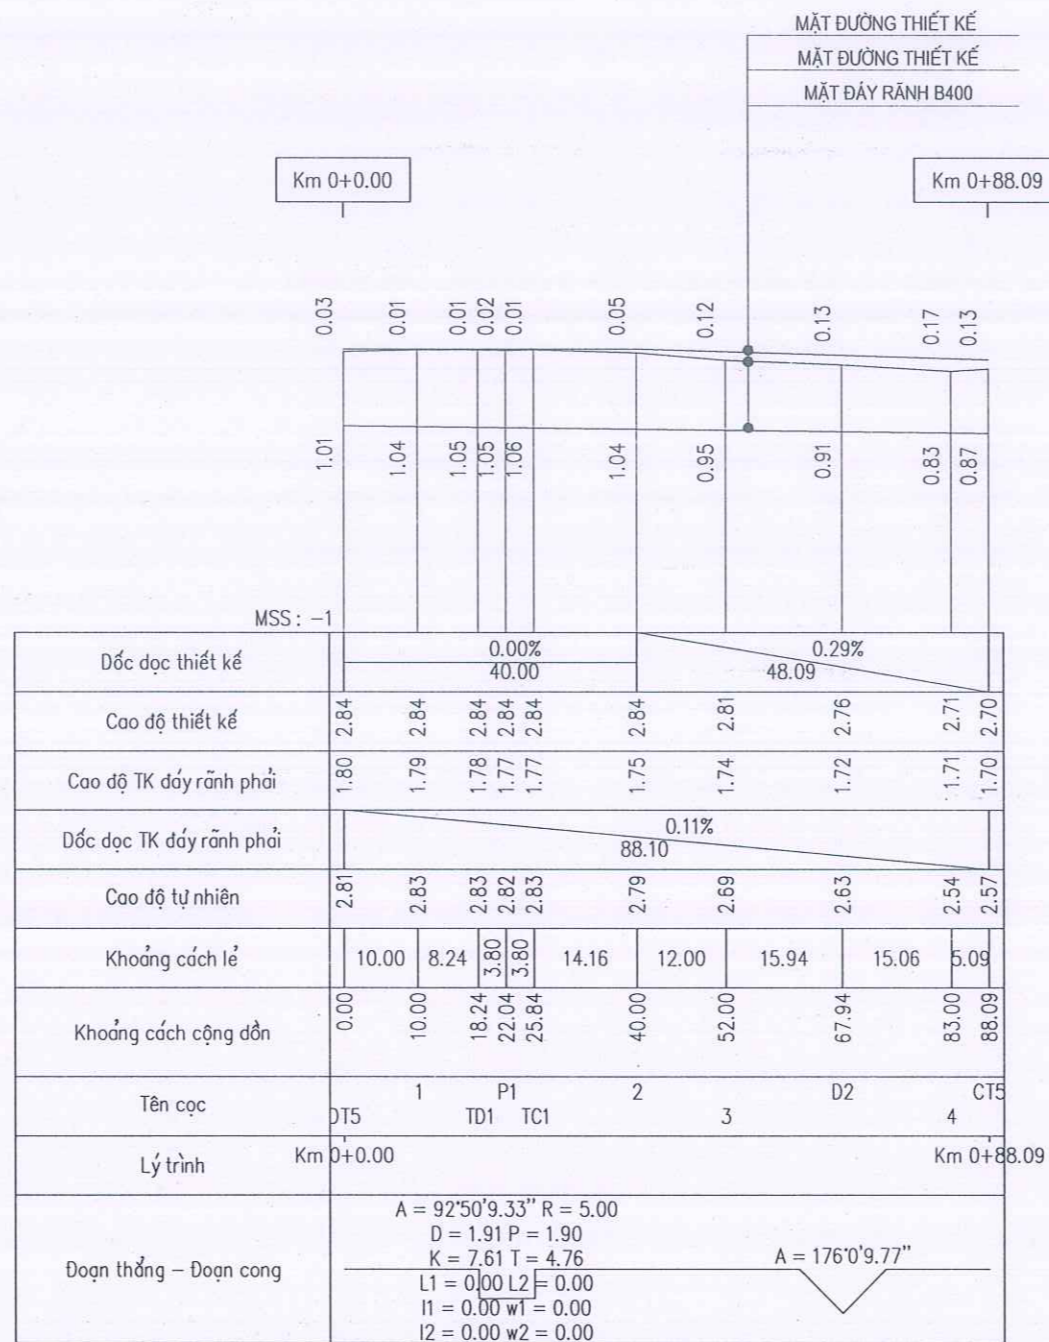 MẶT ĐƯỜNG THIẾT KẾ
MẶT ĐƯỜNG THIẾT KẾ
MẶT ĐÁY RÃNH B400
Km 0+0.00
Km 0+88.09
0.03 0.01 0.01 0.02 0.01 0.05 0.12 0.13 0.17 0.13
1.01 1.04 1.05 1.05 1.06 1.04 0.95 0.91 0.83 0.87
MSS : -1
Dốc dọc thiết kế 0.00% 40.00 0.29% 48.09
Cao độ thiết kế 2.84 2.84 2.84 2.84 2.84 2.84 2.81 2.76 2.71 2.70
Cao độ TK đáy rãnh phải 1.80 1.79 1.78 1.77 1.77 1.75 1.74 1.72 1.71 1.70
Dốc dọc TK đáy rãnh phải 0.11% 88.10
Cao độ tự nhiên 2.81 2.83 2.83 2.82 2.83 2.79 2.69 2.63 2.54 2.57
Khoảng cách lẻ 10.00 8.24 3.80 3.80 14.16 12.00 15.94 15.06 5.09
Khoảng cách cộng dồn 0.00 10.00 18.24 22.04 25.84 40.00 52.00 67.94 83.00 88.09
Tên cọc DT5 1 TD1 P1 TC1 2 3 D2 4 CT5
Lý trình Km 0+0.00 Km 0+88.09
Đoạn thẳng - Đoạn cong
A = 92°50'9.33" R = 5.00
D = 1.91 P = 1.90
K = 7.61 T = 4.76
L1 = 0.00 L2 = 0.00
I1 = 0.00 w1 = 0.00
I2 = 0.00 w2 = 0.00
A = 176°0'9.77"